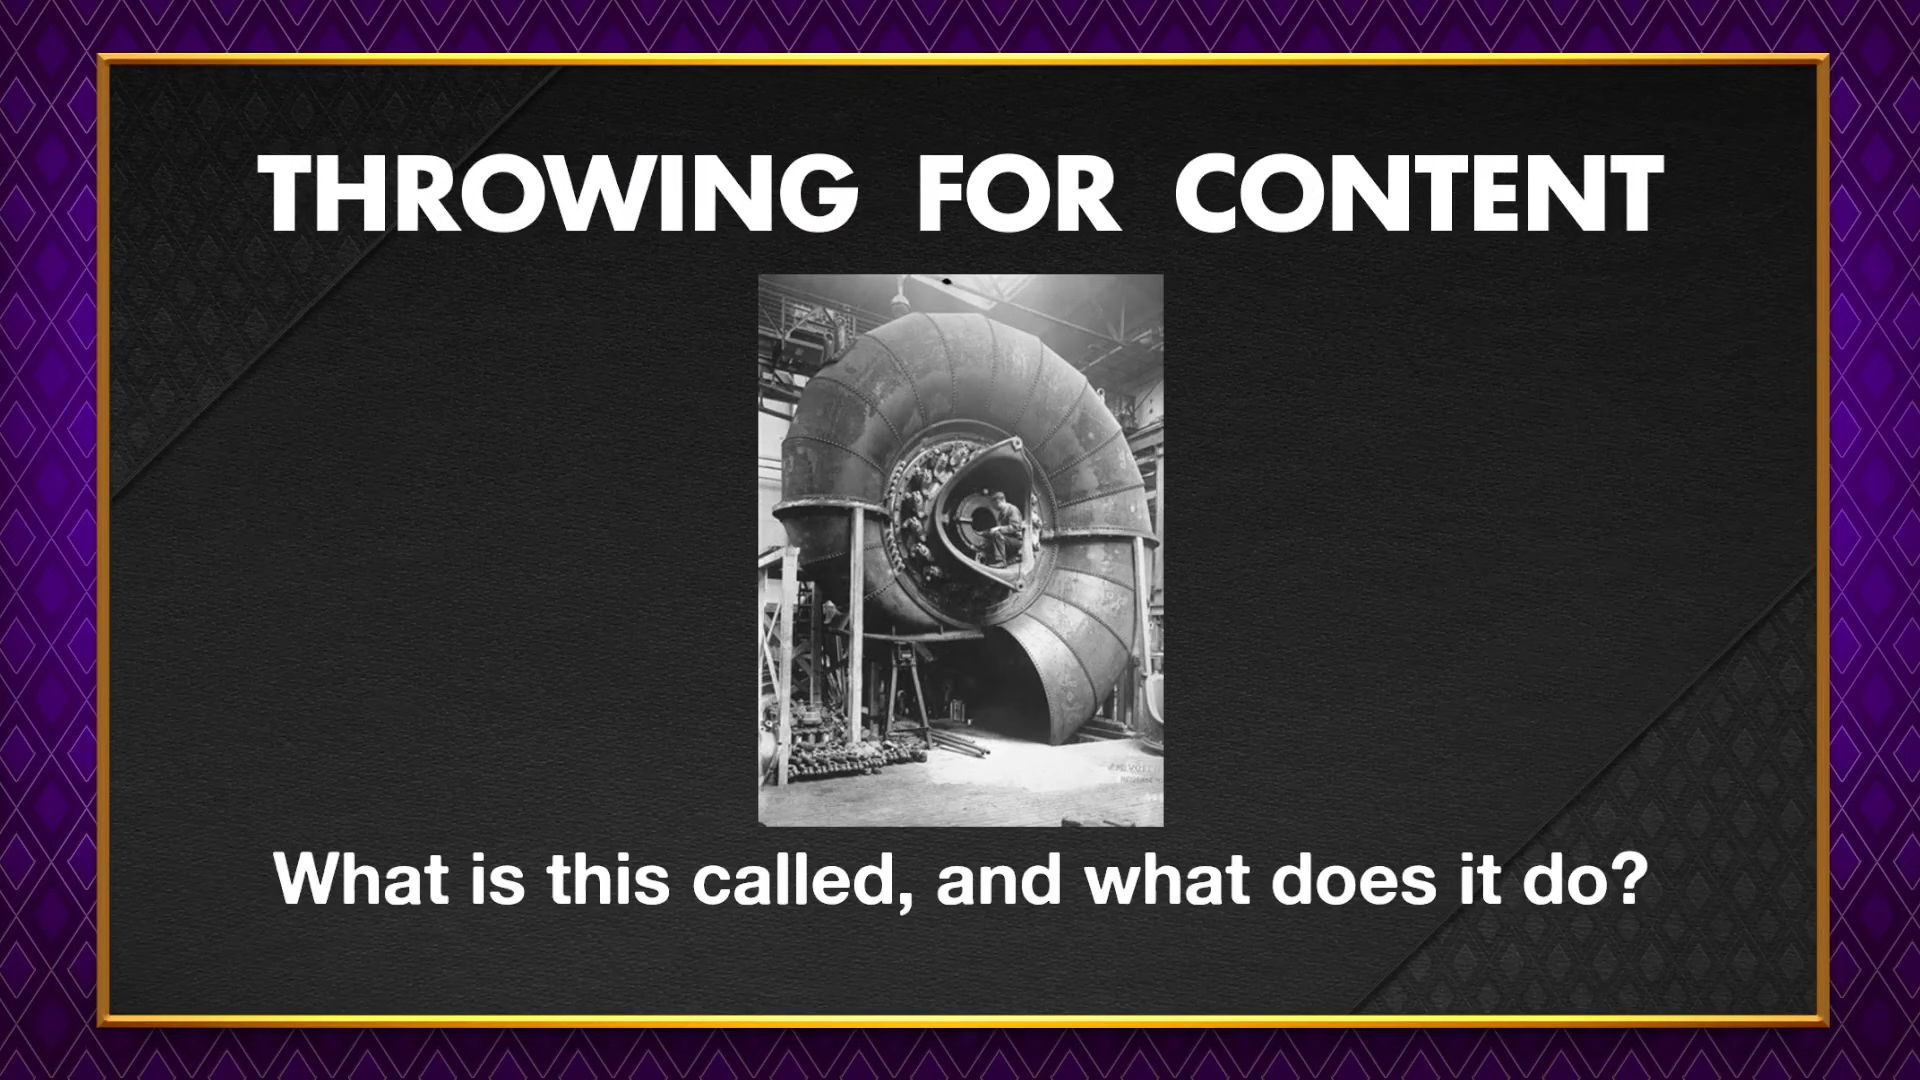 THROWING FOR CONTENT
What is this called, and what does it do?